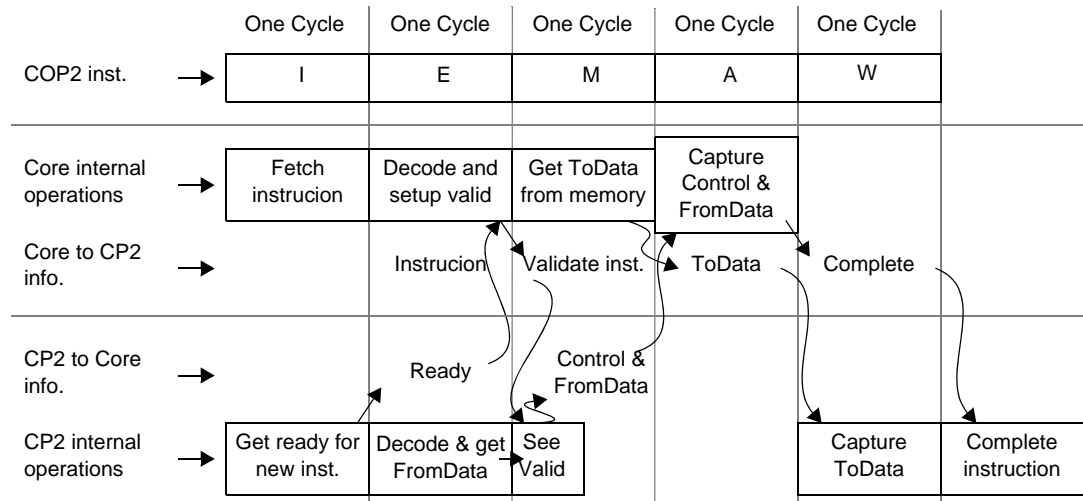 One Cycle One Cycle One Cycle One Cycle One Cycle
COP2 inst. I E M A W
Core internal
operations
Fetch
instrucion
Decode and
setup valid
Get ToData
from memory
Capture
Control &
FromData
Core to CP2
info.
Instrucion Validate inst. ToData Complete
CP2 to Core
info.
Ready
Control &
FromData
CP2 internal
operations
Get ready for
new inst.
Decode & get
FromData
See
Valid
Capture
ToData
Complete
instruction